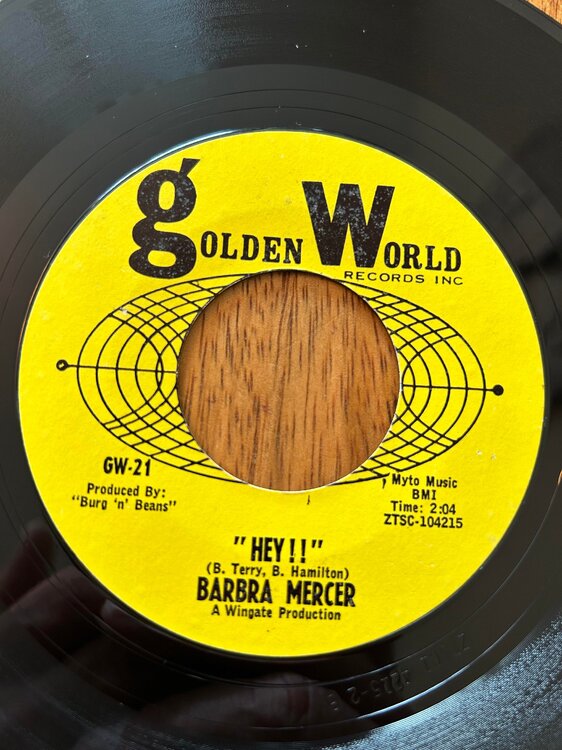 Golden World
RECORDS INC
GW-21
Produced By:
"Burg 'n' Beans"
Myto Music
BMI
Time: 2:04
ZTSC-104215
"HEY!!"
(B. Terry, B. Hamilton)
BARBRA MERCER
A Wingate Production